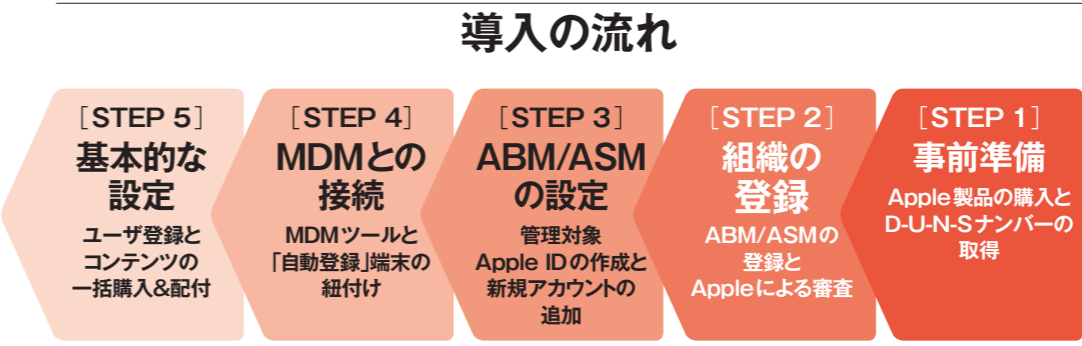 導入の流れ
［STEP 1］
事前準備
Apple製品の購入と
D-U-N-Sナンバーの
取得
［STEP 2］
組織の
登録
ABM/ASMの
登録と
Appleによる審査
［STEP 3］
ABM/ASM
の設定
管理対象
Apple IDの作成と
新規アカウントの
追加
［STEP 4］
MDMとの
接続
MDMツールと
「自動登録」端末の
紐付け
［STEP 5］
基本的な
設定
ユーザ登録と
コンテンツの
一括購入&配付